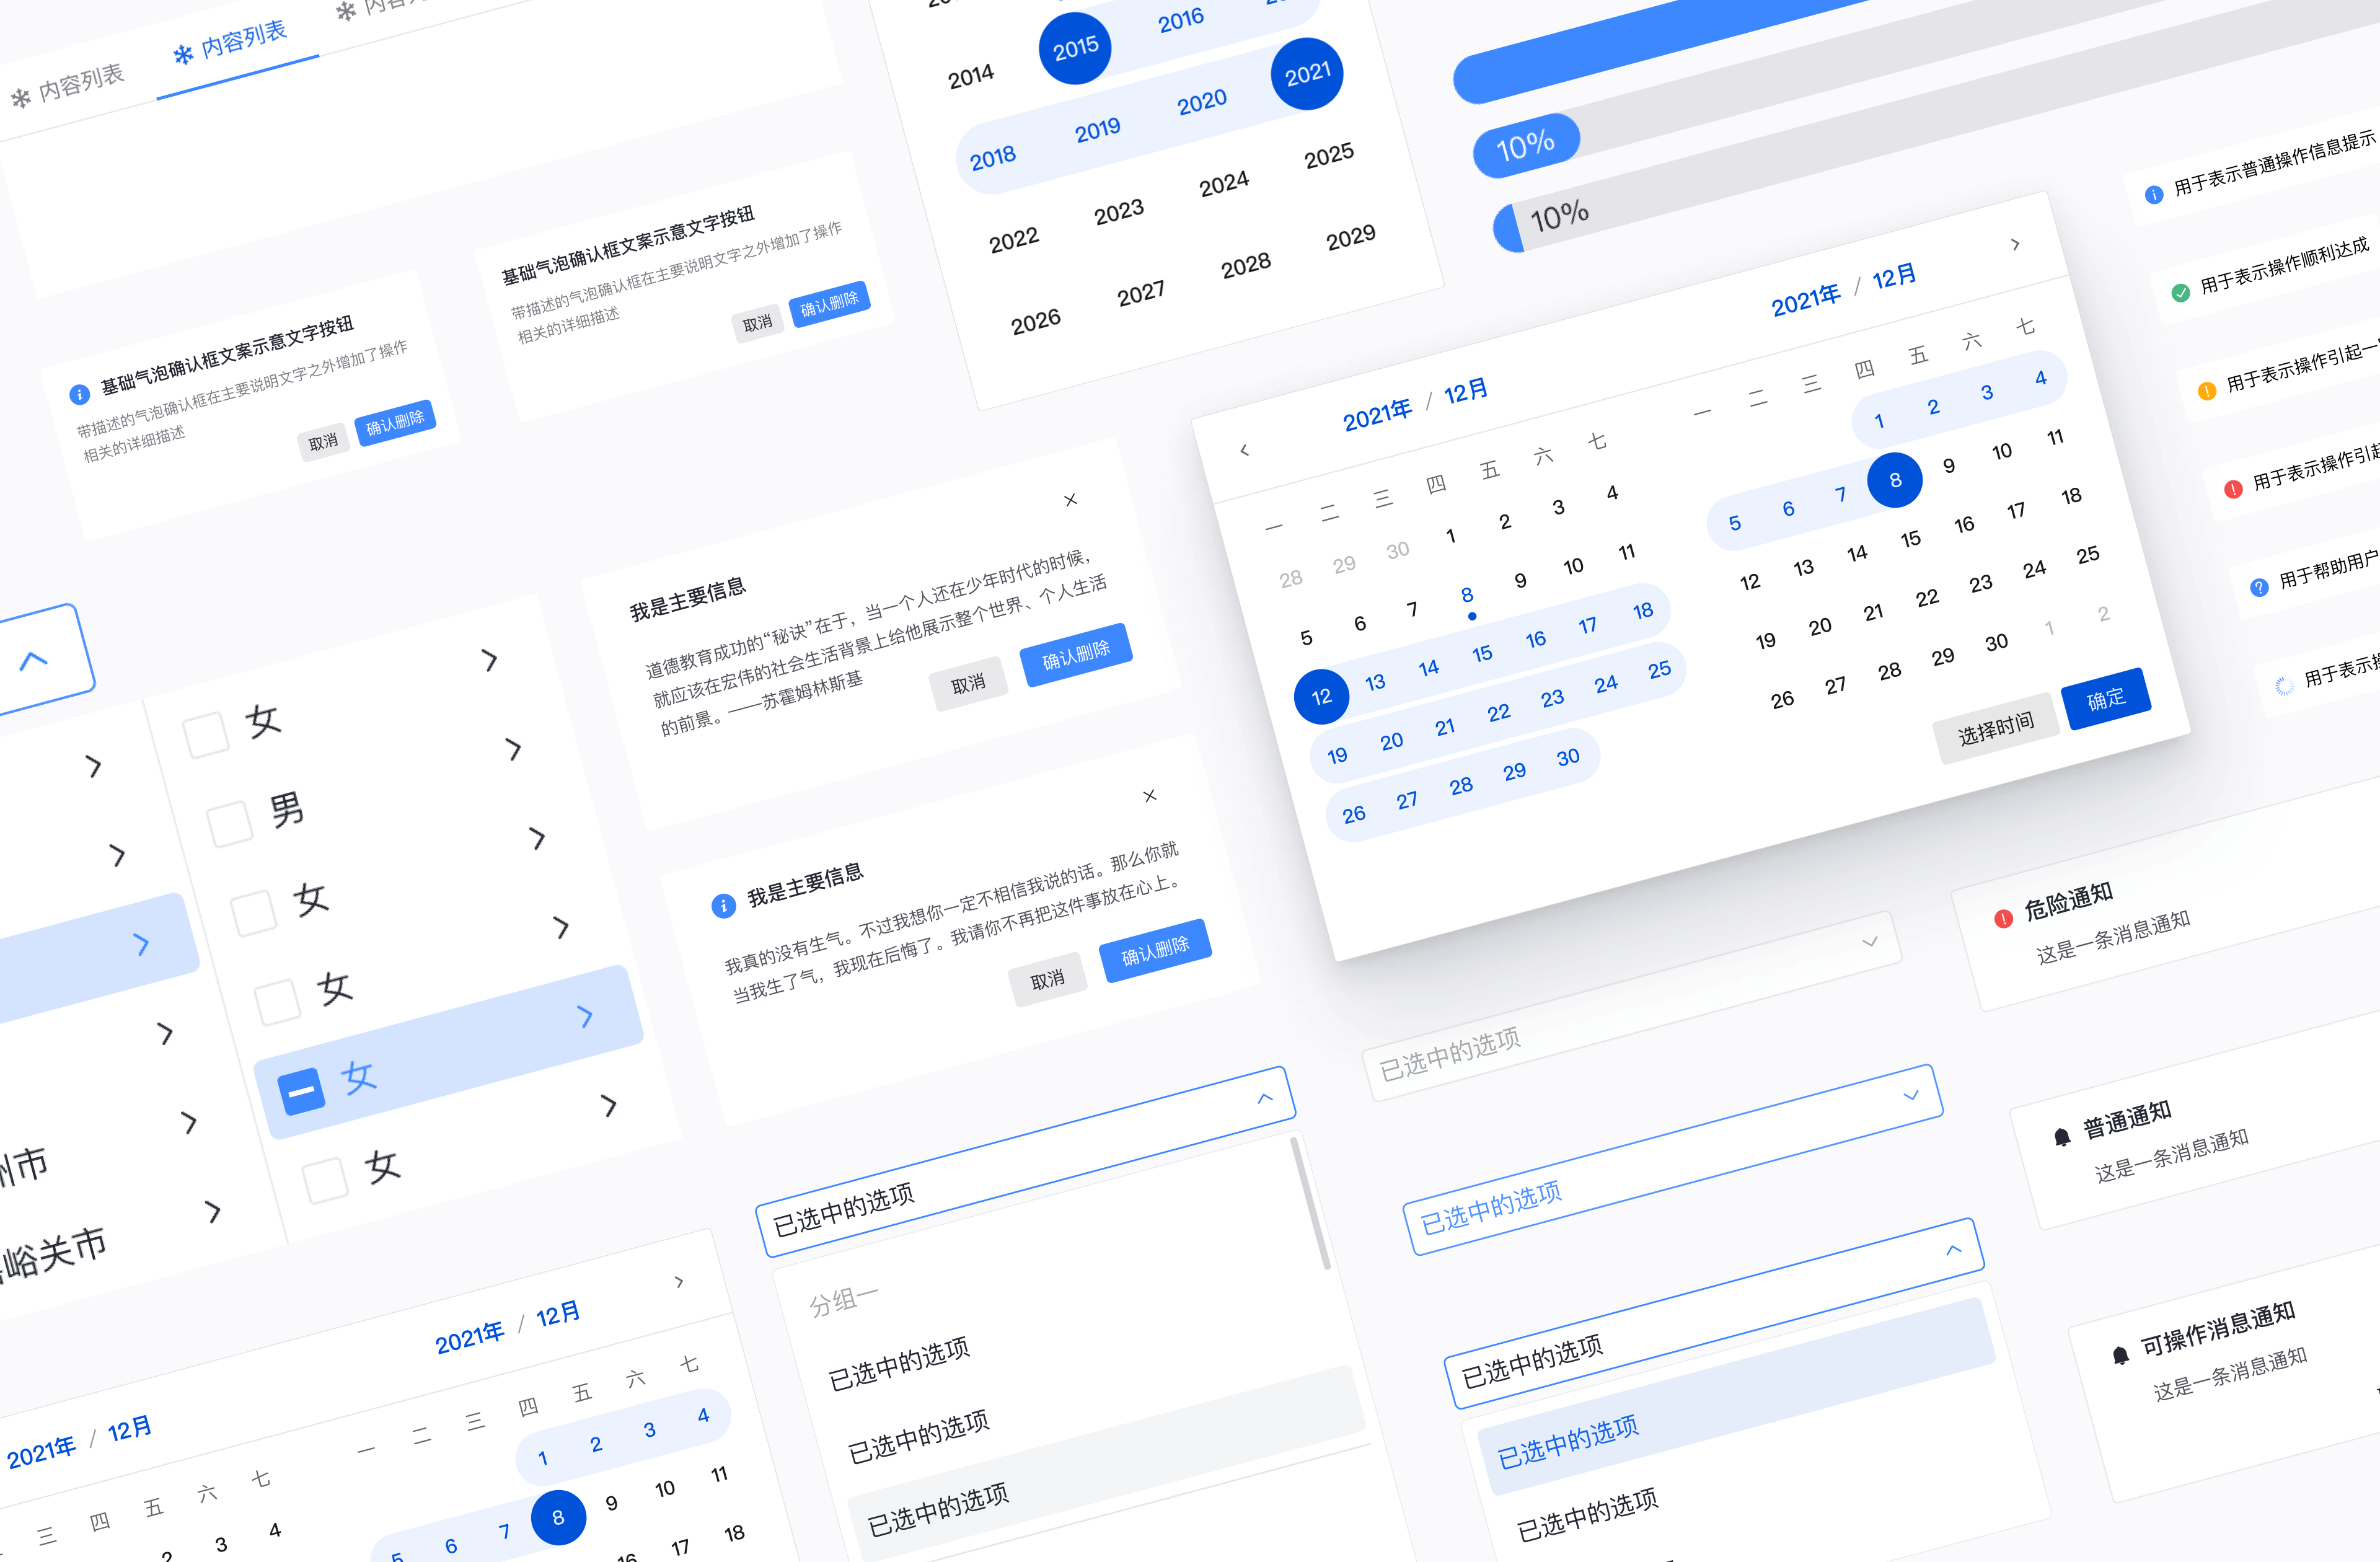 内容列表
内容列表
2014
2015
2016
2018
2019
2020
2021
2022
2023
2024
2025
2026
2027
2028
2029
10%
10%
基础气泡确认框文案示意文字按钮
带描述的气泡确认框在主要说明文字之外增加了操作
相关的详细描述
取消
确认删除
基础气泡确认框文案示意文字按钮
带描述的气泡确认框在主要说明文字之外增加了操作
相关的详细描述
取消
确认删除
我是主要信息
道德教育成功的“秘诀”在于，当一个人还在少年时代的时候，
就应该在宏伟的社会生活背景上给他展示整个世界、个人生活
的前景。——苏霍姆林斯基
取消
确认删除
我是主要信息
我真的没有生气。不过我想你一定不相信我说的话。那么你就
当我生了气，我现在后悔了。我请你不再把这件事放在心上。
取消
确认删除
2021年 / 12月
一 二 三 四 五 六 七
28 29 30 1 2 3 4
5 6 7 8 9 10 11
12 13 14 15 16 17 18
19 20 21 22 23 24 25
26 27 28 29 30
2021年 / 12月
一 二 三 四 五 六 七
1 2 3 4
5 6 7 8 9 10 11
12 13 14 15 16 17 18
19 20 21 22 23 24 25
26 27 28 29 30 1 2
选择时间
确定
用于表示普通操作信息提示
用于表示操作顺利达成
用于表示操作引起一
用于表示操作引起
用于帮助用户
用于表示操
女
男
女
女
女
女
州市
峪关市
2021年 / 12月
三 四 五 六 七
2 3 4
2021年 / 12月
一 二 三 四 五 六 七
1 2 3 4
5 6 7 8 9 10 11
16 17 18
已选中的选项
分组一
已选中的选项
已选中的选项
已选中的选项
已选中的选项
已选中的选项
已选中的选项
已选中的选项
已选中的选项
危险通知
这是一条消息通知
普通通知
这是一条消息通知
可操作消息通知
这是一条消息通知